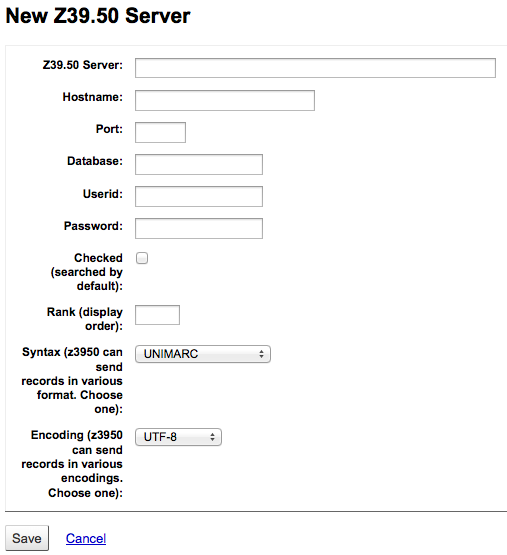 New Z39.50 Server
Z39.50 Server:
Hostname:
Port:
Database:
Userid:
Password:
Checked
(searched by
default):
Rank (display
order):
Syntax (z3950 can
send
records in various
format. Choose
one):
UNIMARC
Encoding (z3950
can send
records in various
encodings.
Choose one):
UTF-8
Save Cancel